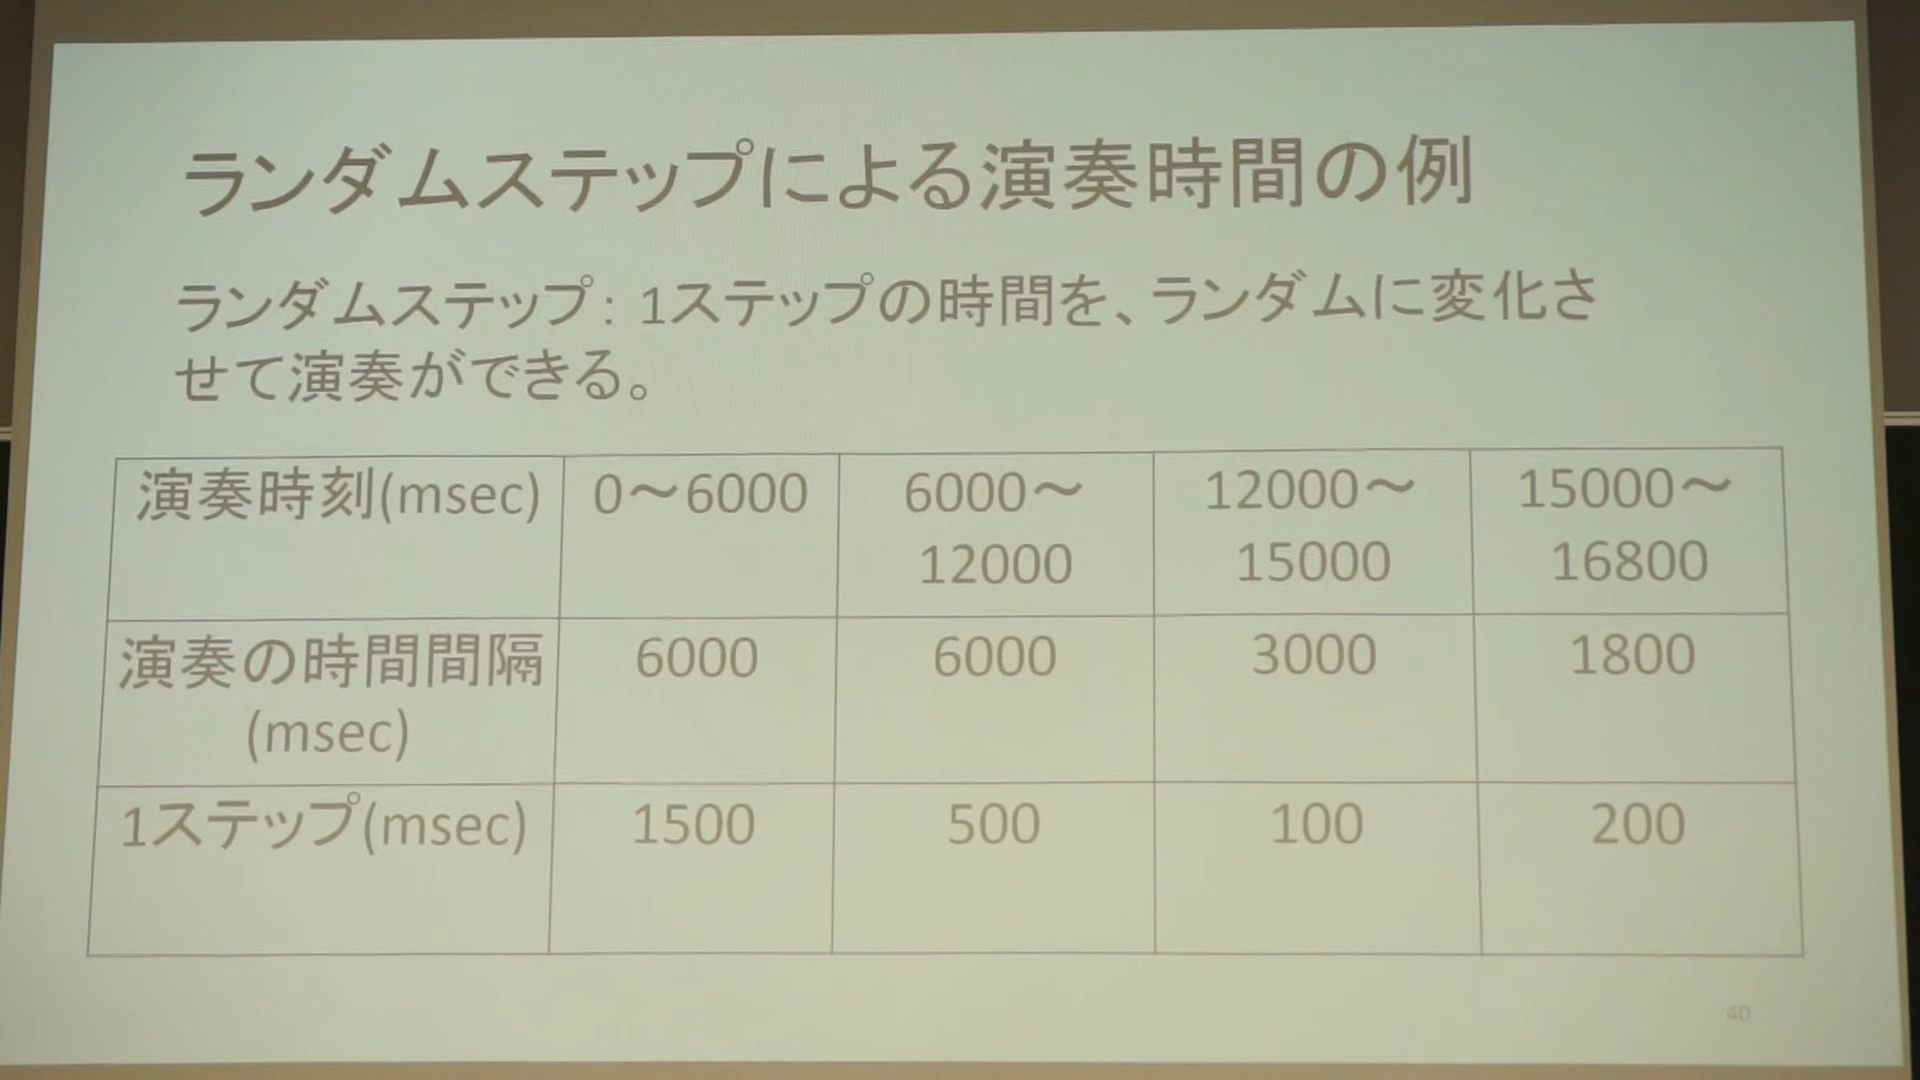 ランダムステップによる演奏時間の例
ランダムステップ: 1ステップの時間を、ランダムに変化さ
せて演奏ができる。
演奏時刻(msec) 0～6000 6000～ 12000～ 15000～
12000 15000 16800
演奏の時間間隔 6000 6000 3000 1800
(msec)
1ステップ(msec) 1500 500 100 200
40